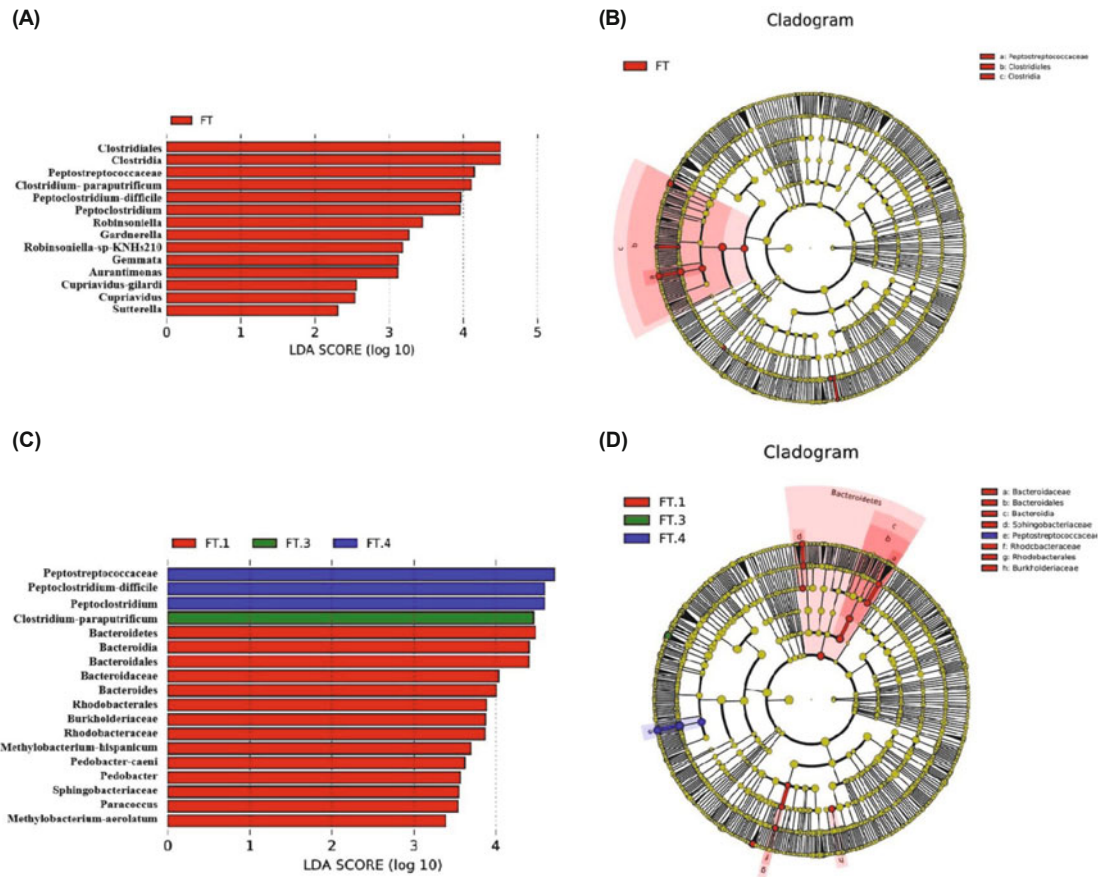 (A)
FT
Clostridiales
Clostridia
Peptostreptococcaceae
Clostridium- paraputrificum
Peptoclostridium-difficile
Peptoclostridium
Robinsoniella
Gardnerella
Robinsoniella-sp-KNHs210
Gemmata
Aurantimonas
Cupriavidus-gilardi
Cupriavidus
Sutterella
0 1 2 3 4 5
LDA SCORE (log 10)
(B)
Cladogram
FT
a: Peptostreptococcaceae
b: Clostridiales
c: Clostridia
c
b
a
(C)
FT.1 FT.3 FT.4
Peptostreptococcaceae
Peptoclostridium-difficile
Peptoclostridium
Clostridium-paraputrificum
Bacteroidetes
Bacteroidia
Bacteroidales
Bacteroidaceae
Bacteroides
Rhodobacterales
Burkholderiaceae
Rhodobacteraceae
Methylobacterium-hispanicum
Pedobacter-caeni
Pedobacter
Sphingobacteriaceae
Paracoccus
Methylobacterium-aerolatum
0 1 2 3 4
LDA SCORE (log 10)
(D)
Cladogram
FT.1
FT.3
FT.4
a: Bacteroidaceae
b: Bacteroidales
c: Bacteroidia
d: Sphingobacteriaceae
e: Peptostreptococcaceae
f: Rhodobacteraceae
g: Rhodobacterales
h: Burkholderiaceae
Bacteroidetes
c
b
a
d
e
f
g
h